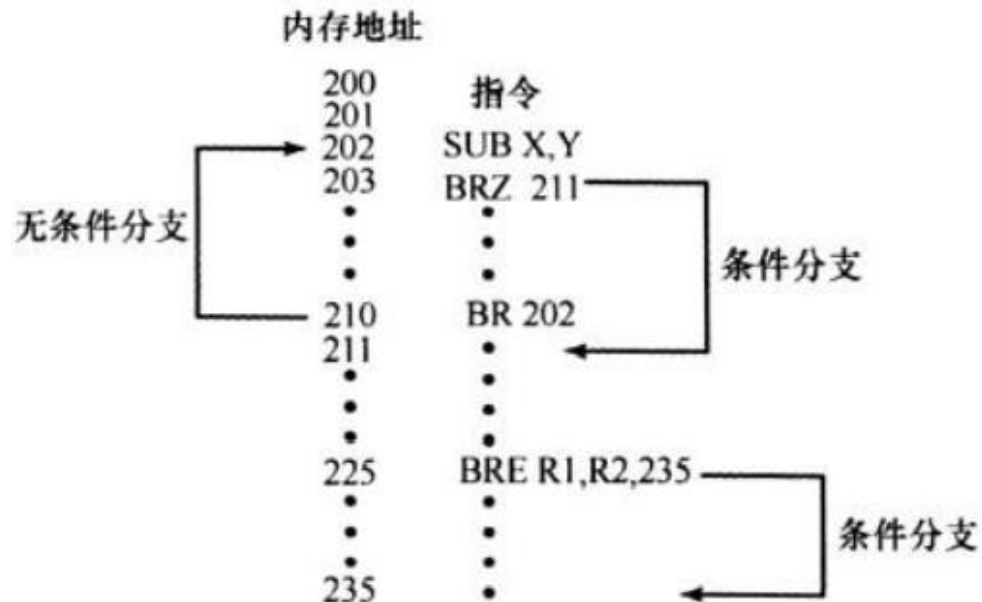 内存地址
200
指令
201
202 SUB X,Y
203 BRZ 211
无条件分支
条件分支
210 BR 202
211
225 BRE R1,R2,235
条件分支
235